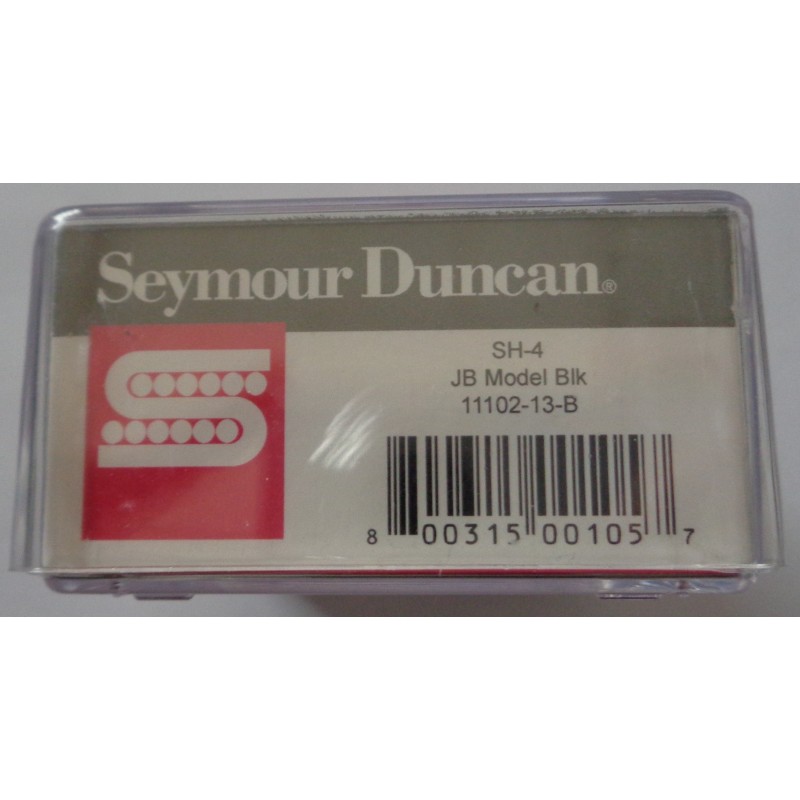 Seymour Duncan®
SH-4
JB Model Blk
11102-13-B
8 00315 00105 7